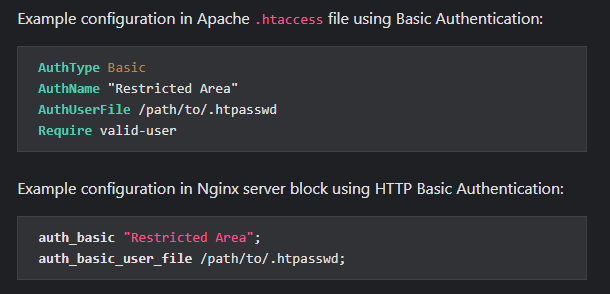 Example configuration in Apache .htaccess file using Basic Authentication:
AuthType Basic
AuthName "Restricted Area"
AuthUserFile /path/to/.htpasswd
Require valid-user
Example configuration in Nginx server block using HTTP Basic Authentication:
auth_basic "Restricted Area";
auth_basic_user_file /path/to/.htpasswd;